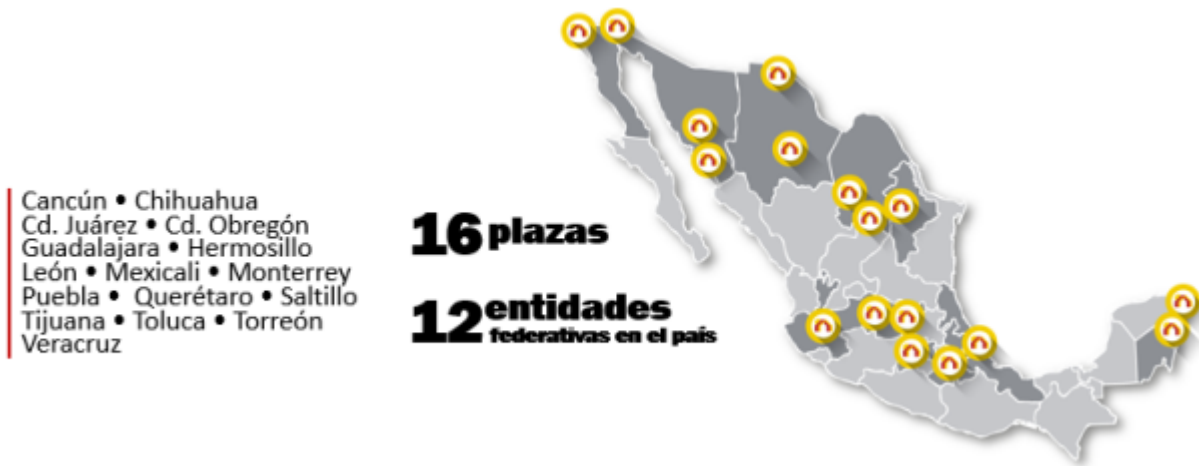 Cancún • Chihuahua
Cd. Juárez • Cd. Obregón
Guadalajara • Hermosillo
León • Mexicali • Monterrey
Puebla • Querétaro • Saltillo
Tijuana • Toluca • Torreón
Veracruz
16 plazas
12 entidades
federativas en el país